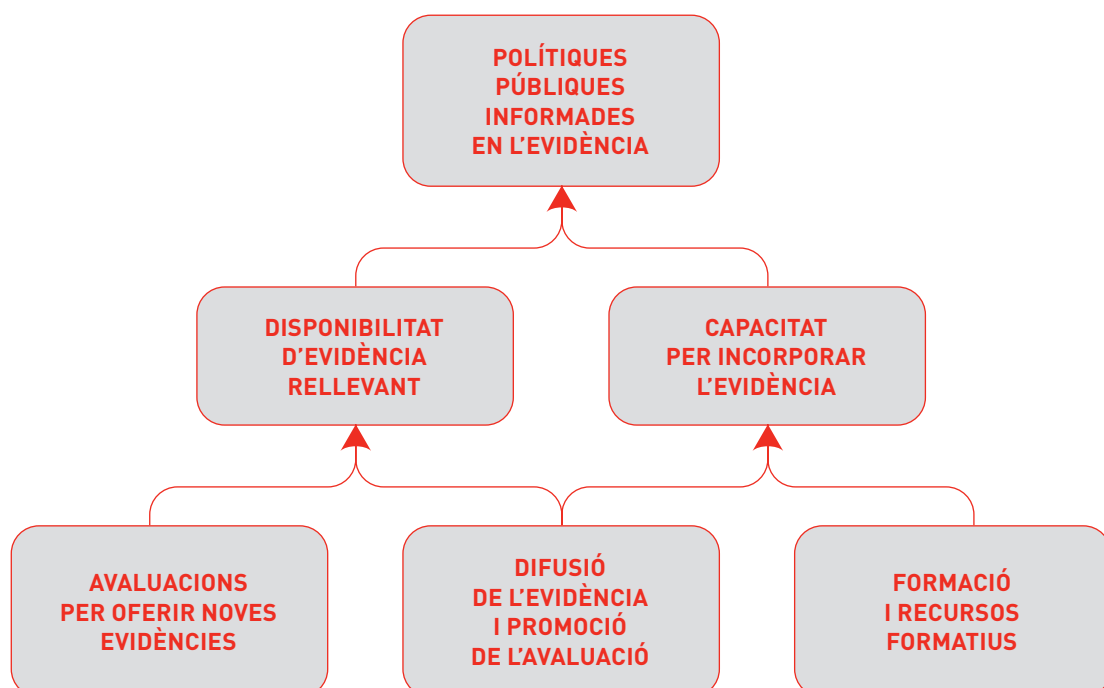 POLÍTIQUES
PÚBLIQUES
INFORMADES
EN L’EVIDÈNCIA
DISPONIBILITAT
D’EVIDÈNCIA
RELLEVANT
CAPACITAT
PER INCORPORAR
L’EVIDÈNCIA
AVALUACIONS
PER OFERIR NOVES
EVIDÈNCIES
DIFUSIÓ
DE L’EVIDÈNCIA
I PROMOCIÓ
DE L’AVALUACIÓ
FORMACIÓ
I RECURSOS
FORMATIUS